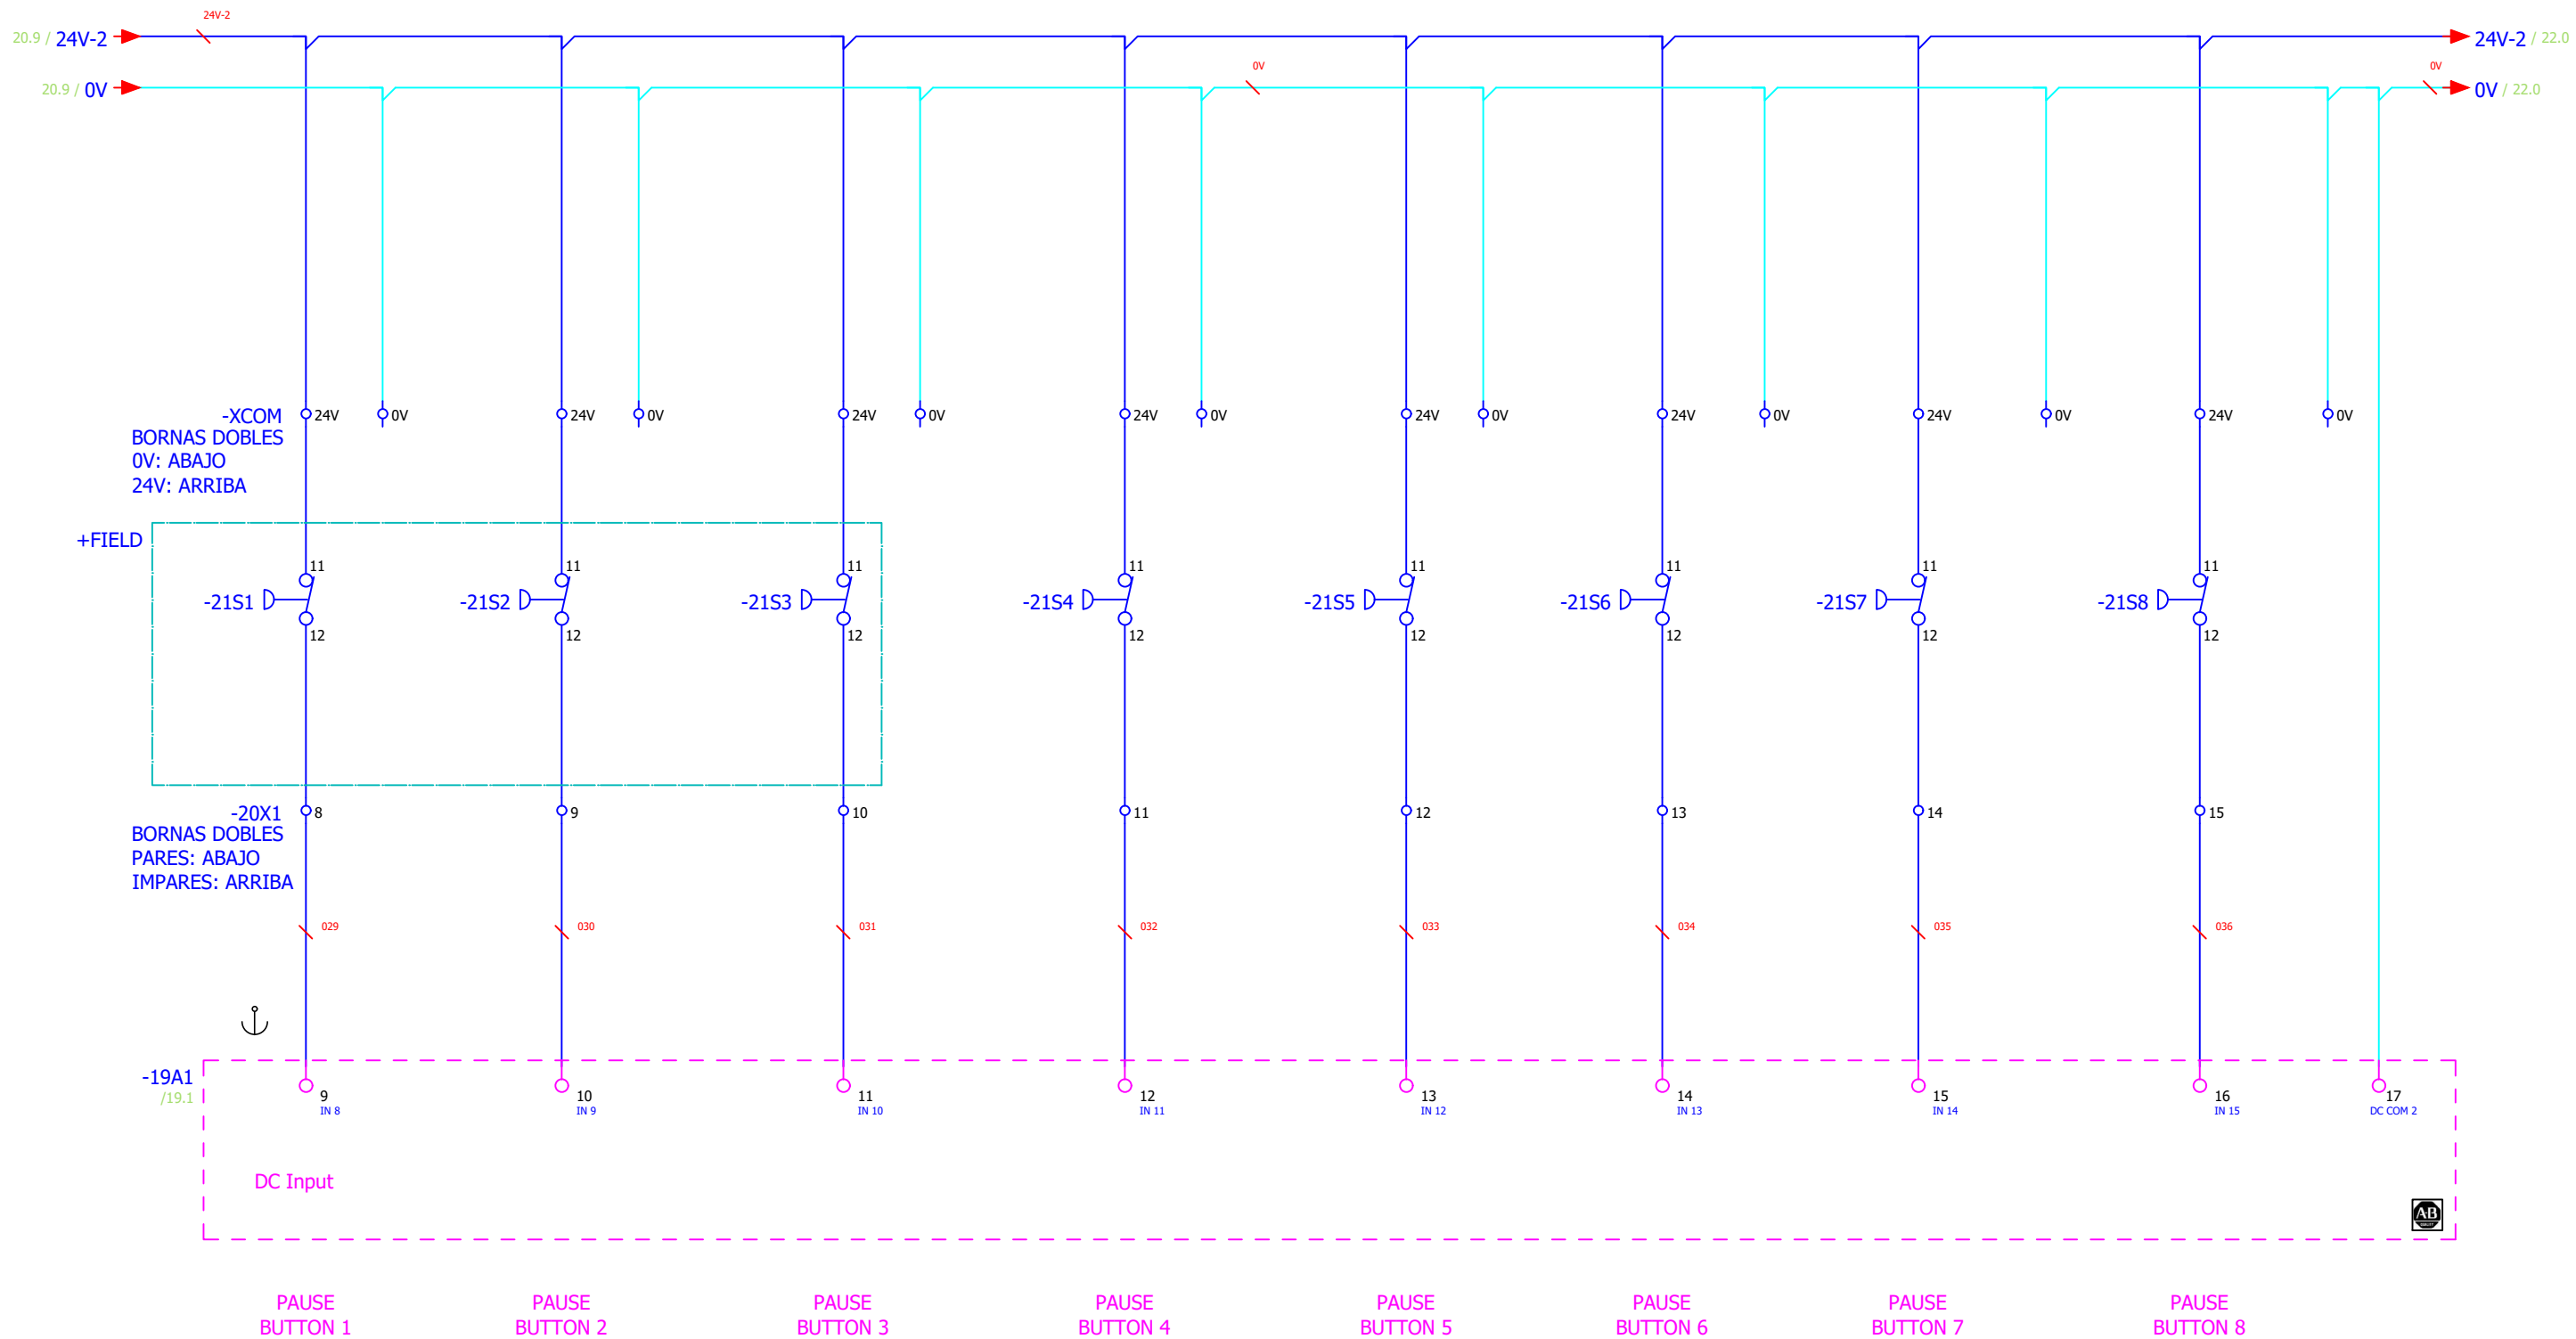 24V-2
20.9 / 24V-2
24V-2 / 22.0
0V
0V
20.9 / 0V
0V / 22.0
-XCOM
24V 0V 24V 0V 24V 0V 24V 0V 24V 0V 24V 0V 24V 0V 24V 0V
BORNAS DOBLES
0V: ABAJO
24V: ARRIBA
+FIELD
11 11 11 11 11 11 11 11
-21S1 -21S2 -21S3 -21S4 -21S5 -21S6 -21S7 -21S8
12 12 12 12 12 12 12 12
-20X1 8 9 10 11 12 13 14 15
BORNAS DOBLES
PARES: ABAJO
IMPARES: ARRIBA
029 030 031 032 033 034 035 036
-19A1
/19.1
9 10 11 12 13 14 15 16 17
IN 8 IN 9 IN 10 IN 11 IN 12 IN 13 IN 14 IN 15 DC COM 2
DC Input
A-B
PAUSE PAUSE PAUSE PAUSE PAUSE PAUSE PAUSE PAUSE
BUTTON 1 BUTTON 2 BUTTON 3 BUTTON 4 BUTTON 5 BUTTON 6 BUTTON 7 BUTTON 8